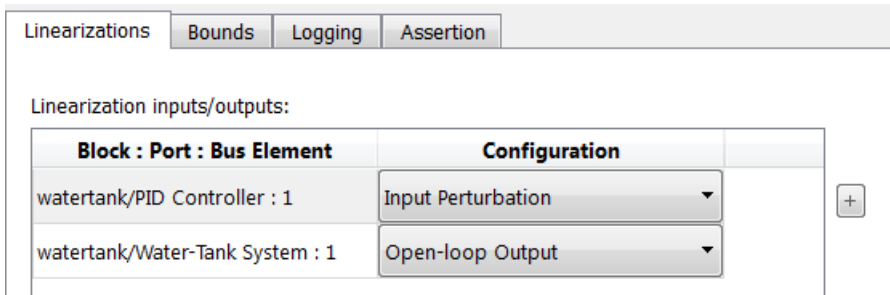 Linearizations Bounds Logging Assertion
Linearization inputs/outputs:
Block : Port : Bus Element Configuration
watertank/PID Controller : 1 Input Perturbation +
watertank/Water-Tank System : 1 Open-loop Output